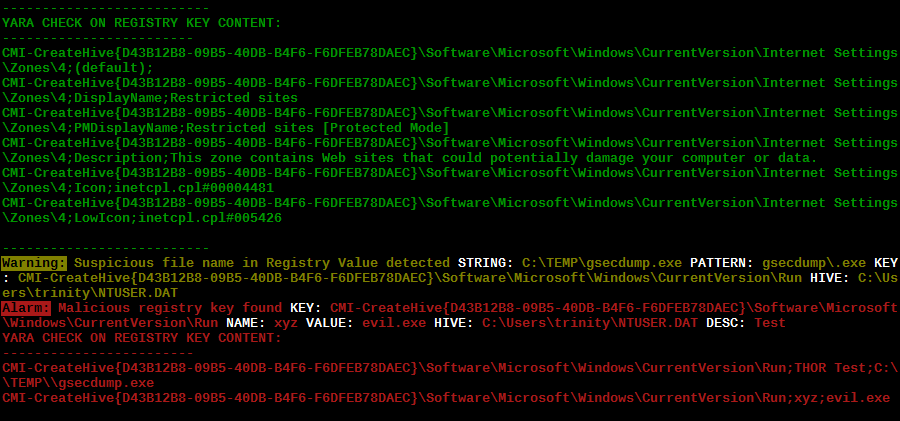 --------------------------
YARA CHECK ON REGISTRY KEY CONTENT:
------------------------
CMI-CreateHive{D43B12B8-09B5-40DB-B4F6-F6DFEB78DAEC}\Software\Microsoft\Windows\CurrentVersion\Internet Settings
\Zones\4;(default);
CMI-CreateHive{D43B12B8-09B5-40DB-B4F6-F6DFEB78DAEC}\Software\Microsoft\Windows\CurrentVersion\Internet Settings
\Zones\4;DisplayName;Restricted sites
CMI-CreateHive{D43B12B8-09B5-40DB-B4F6-F6DFEB78DAEC}\Software\Microsoft\Windows\CurrentVersion\Internet Settings
\Zones\4;PMDisplayName;Restricted sites [Protected Mode]
CMI-CreateHive{D43B12B8-09B5-40DB-B4F6-F6DFEB78DAEC}\Software\Microsoft\Windows\CurrentVersion\Internet Settings
\Zones\4;Description;This zone contains Web sites that could potentially damage your computer or data.
CMI-CreateHive{D43B12B8-09B5-40DB-B4F6-F6DFEB78DAEC}\Software\Microsoft\Windows\CurrentVersion\Internet Settings
\Zones\4;Icon;inetcpl.cpl#00004481
CMI-CreateHive{D43B12B8-09B5-40DB-B4F6-F6DFEB78DAEC}\Software\Microsoft\Windows\CurrentVersion\Internet Settings
\Zones\4;LowIcon;inetcpl.cpl#005426
--------------------------
Warning: Suspicious file name in Registry Value detected STRING: C:\TEMP\gsecdump.exe PATTERN: gsecdump\.exe KEY
: CMI-CreateHive{D43B12B8-09B5-40DB-B4F6-F6DFEB78DAEC}\Software\Microsoft\Windows\CurrentVersion\Run HIVE: C:\Us
ers\trinity\NTUSER.DAT
Alarm: Malicious registry key found KEY: CMI-CreateHive{D43B12B8-09B5-40DB-B4F6-F6DFEB78DAEC}\Software\Microsoft
\Windows\CurrentVersion\Run NAME: xyz VALUE: evil.exe HIVE: C:\Users\trinity\NTUSER.DAT DESC: Test
YARA CHECK ON REGISTRY KEY CONTENT:
------------------------
CMI-CreateHive{D43B12B8-09B5-40DB-B4F6-F6DFEB78DAEC}\Software\Microsoft\Windows\CurrentVersion\Run;THOR Test;C:\
\TEMP\\gsecdump.exe
CMI-CreateHive{D43B12B8-09B5-40DB-B4F6-F6DFEB78DAEC}\Software\Microsoft\Windows\CurrentVersion\Run;xyz;evil.exe